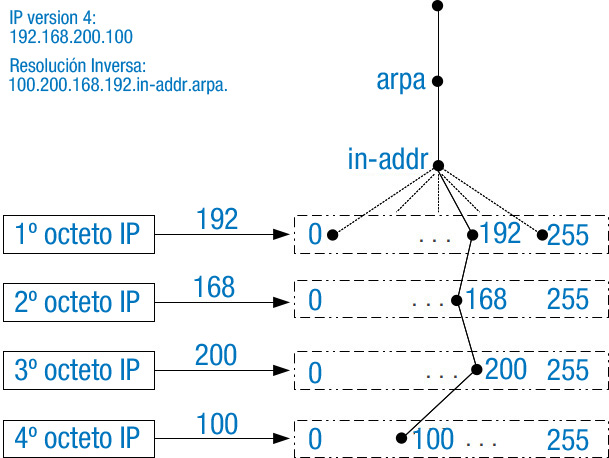 IP version 4:
192.168.200.100
Resolución Inversa:
100.200.168.192.in-addr.arpa.
arpa
in-addr
1º octeto IP 192 0 . . . 192 255
2º octeto IP 168 0 . . . 168 255
3º octeto IP 200 0 . . . 200 255
4º octeto IP 100 0 100 . . . 255